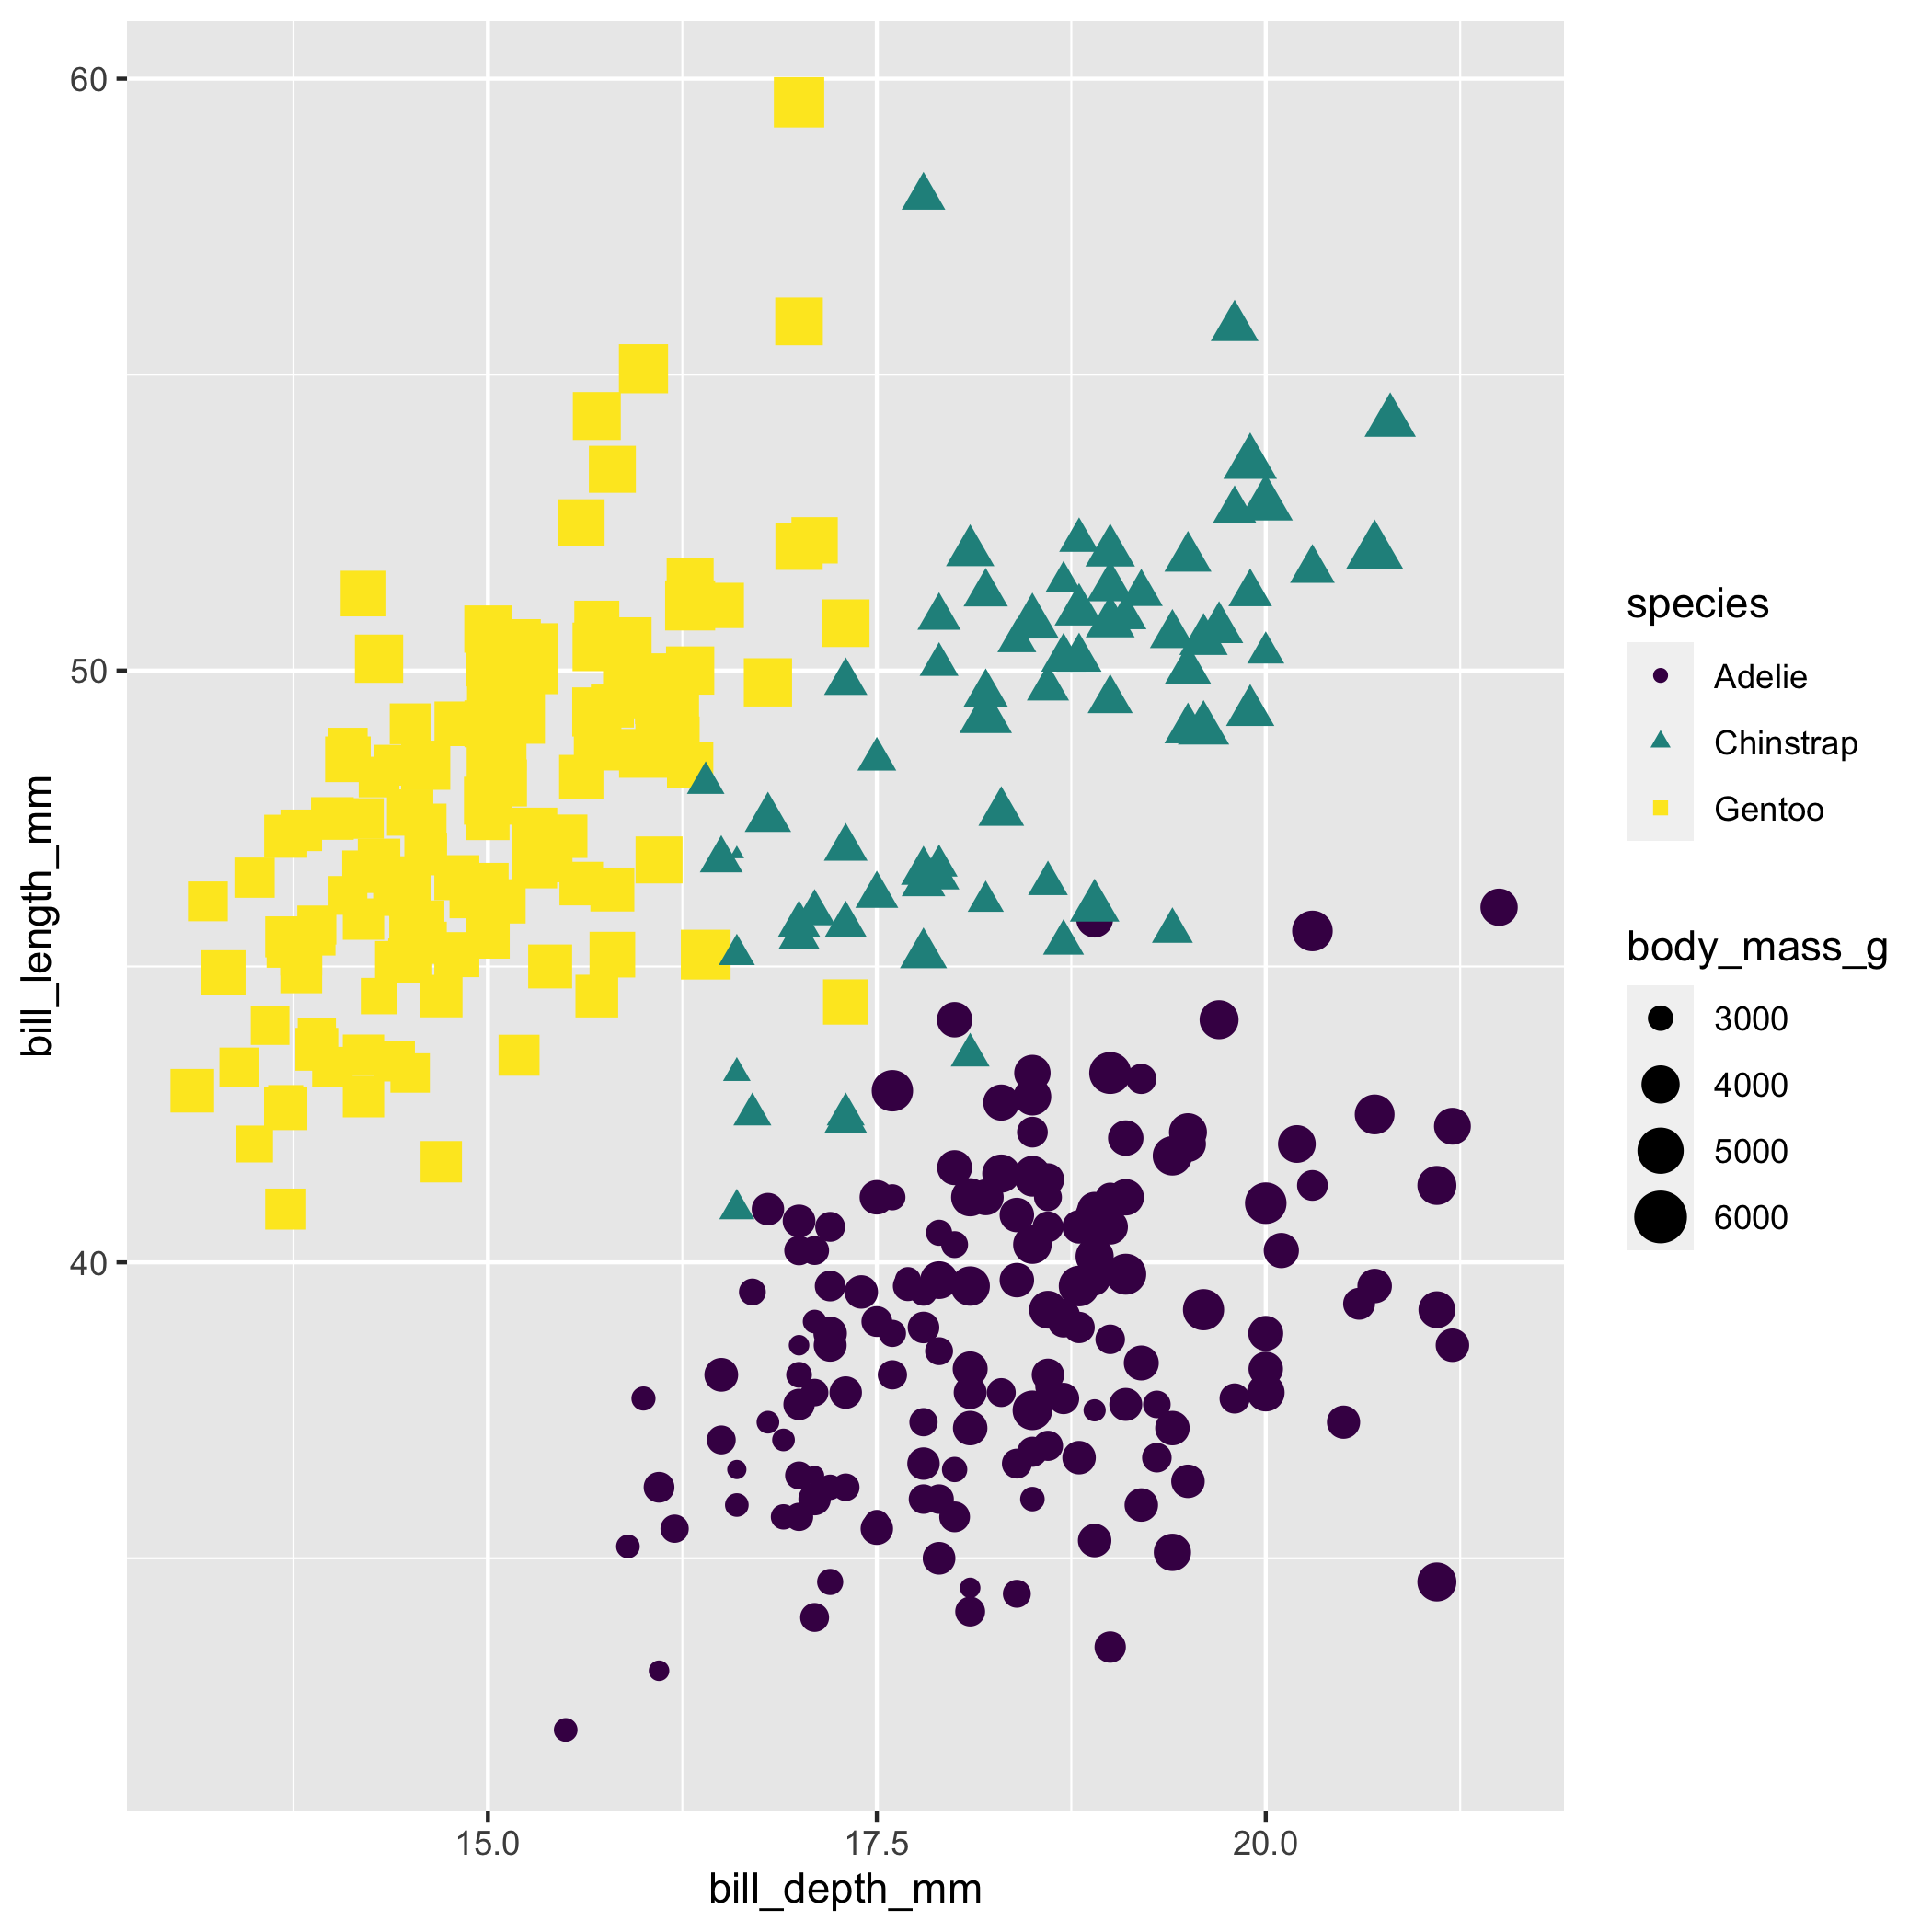 60
50
40
bill_length_mm
15.0
17.5
20.0
bill_depth_mm
species
Adelie
Chinstrap
Gentoo
body_mass_g
3000
4000
5000
6000